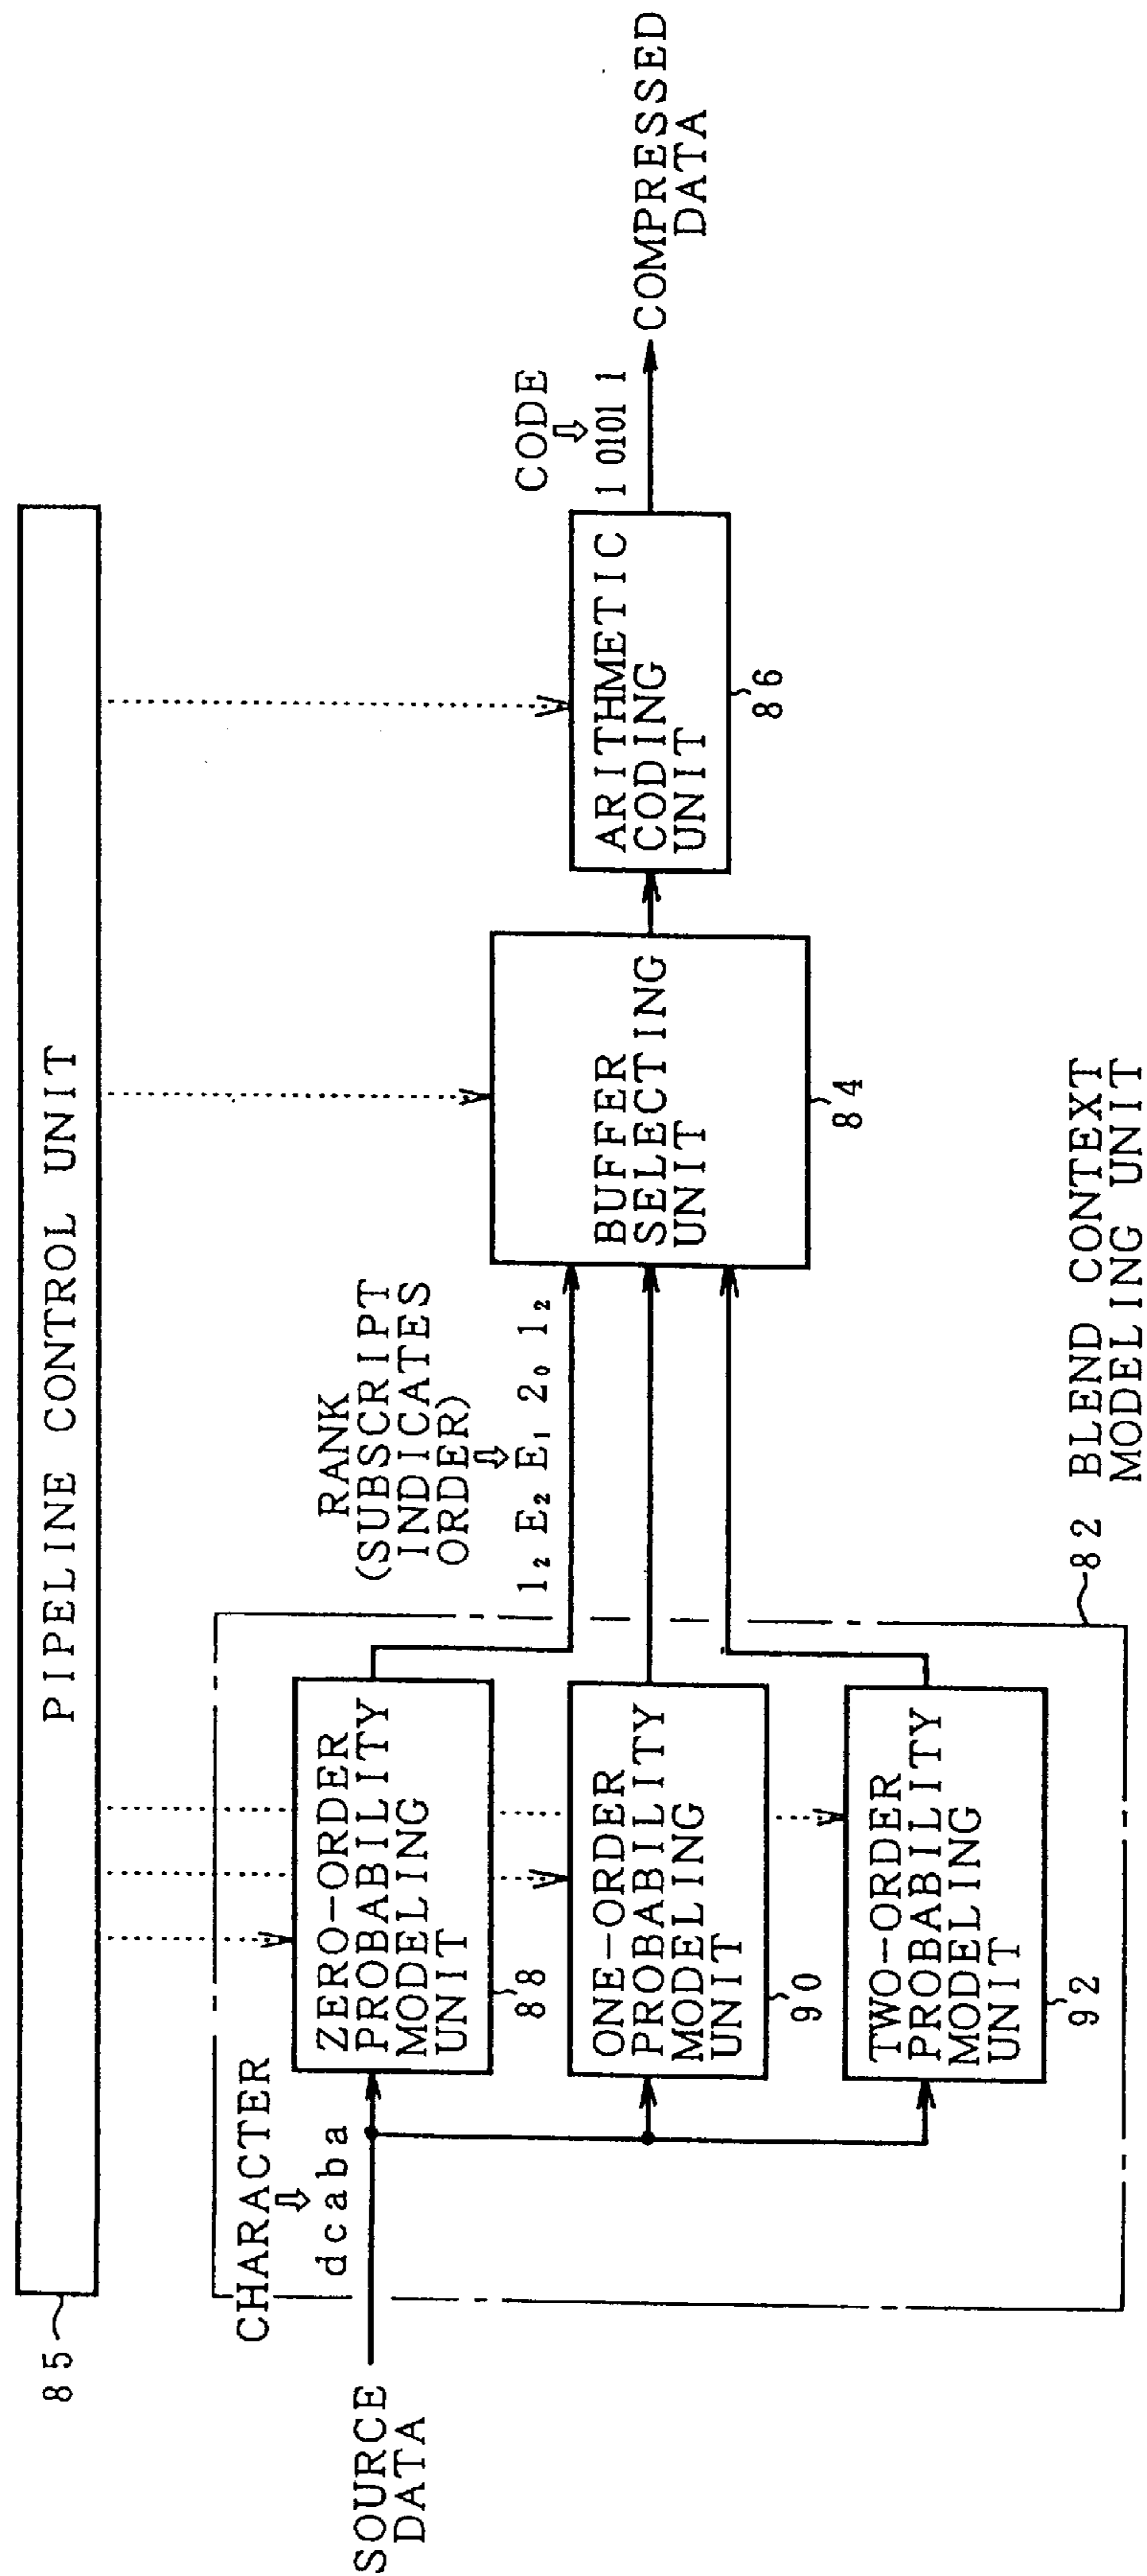 85
PIPELINE CONTROL UNIT
SOURCE
DATA
CHARACTER
⇩
dcaba
ZERO-ORDER
PROBABILITY
MODELING
UNIT
88
ONE-ORDER
PROBABILITY
MODELING
UNIT
90
TWO-ORDER
PROBABILITY
MODELING
UNIT
92
82 BLEND CONTEXT
MODELING UNIT
RANK
(SUBSCRIPT
INDICATES
ORDER)
⇩
1₂ E₂ E₁ 2₀ 1₂
BUFFER
SELECTING
UNIT
84
ARITHMETIC
CODING
UNIT
86
CODE
⇩
1 0101 1
COMPRESSED
DATA